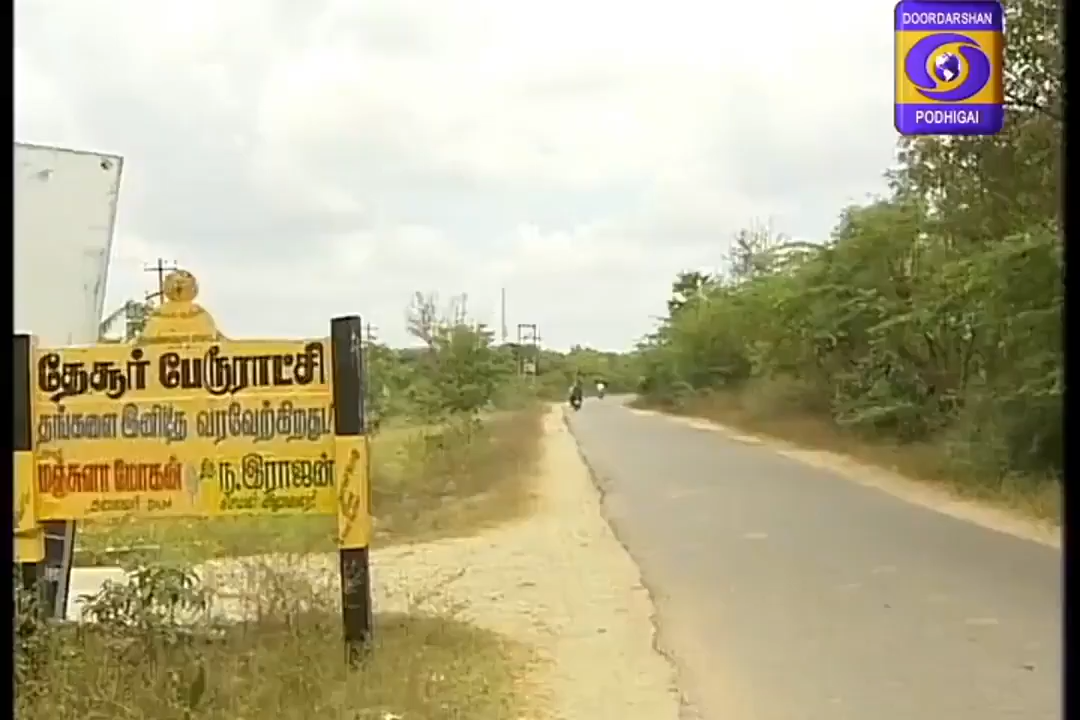 DOORDARSHAN
PODHIGAI
தேசூர் பேரூராட்சி
தங்களை இனிதே வரவேற்கிறது!
மஞ்சுளா மோகன் ந.இராஜன்